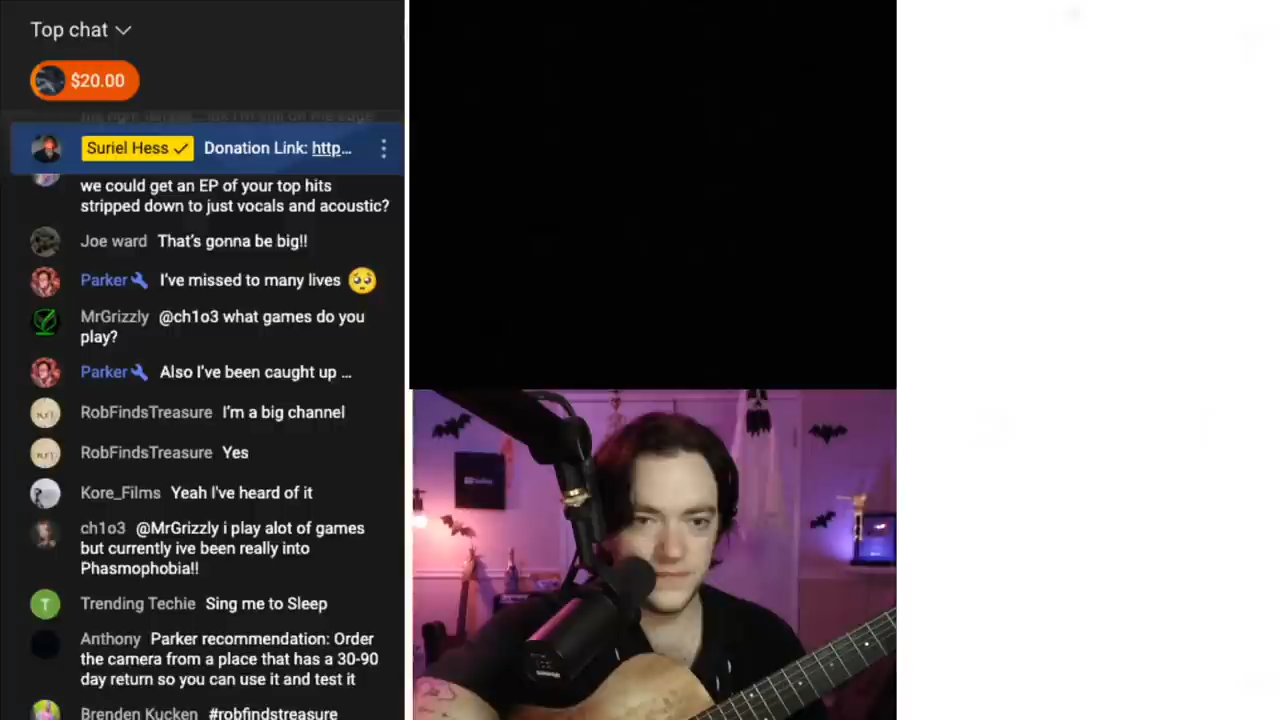 Top chat
$20.00
Suriel Hess Donation Link: http...
we could get an EP of your top hits
stripped down to just vocals and acoustic?
Joe ward That's gonna be big!!
Parker I've missed to many lives 🥺
MrGrizzly @ch1o3 what games do you
play?
Parker Also I've been caught up ...
RobFindsTreasure I'm a big channel
RobFindsTreasure Yes
Kore_Films Yeah I've heard of it
ch1o3 @MrGrizzly i play alot of games
but currently ive been really into
Phasmophobia!!
T Trending Techie Sing me to Sleep
Anthony Parker recommendation: Order
the camera from a place that has a 30-90
day return so you can use it and test it
Brenden Kucken #robfindstreasure